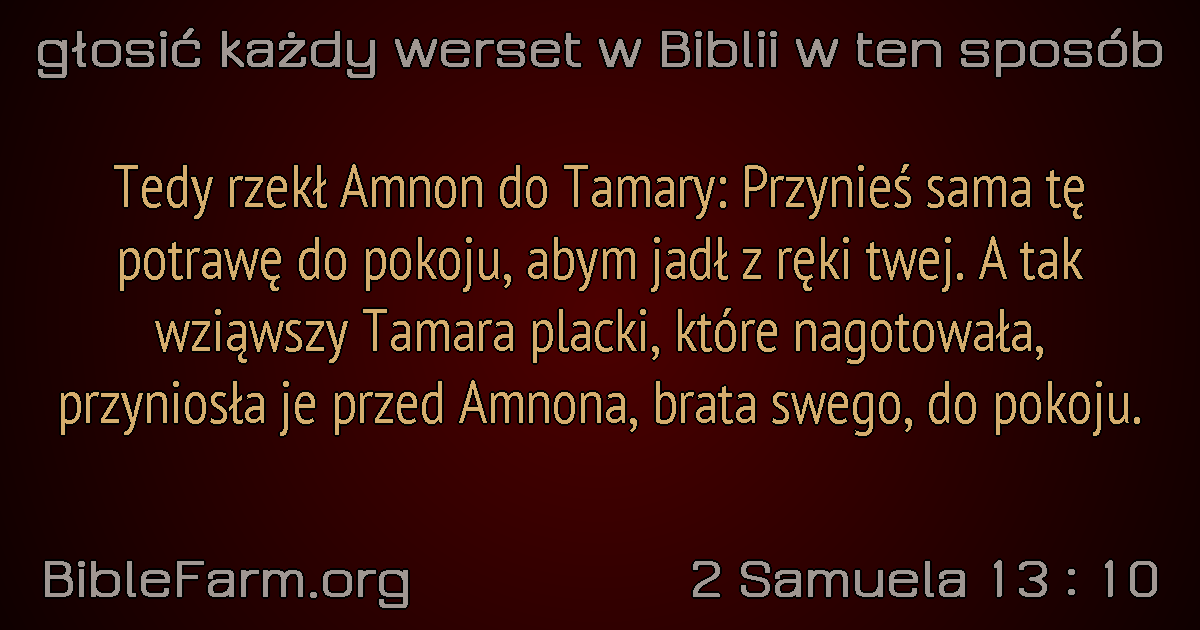 głosić każdy werset w Biblii w ten sposób
Tedy rzekł Amnon do Tamary: Przynieś sama tę
potrawę do pokoju, abym jadł z ręki twej. A tak
wziąwszy Tamara placki, które nagotowała,
przyniosła je przed Amnona, brata swego, do pokoju.
BibleFarm.org
2 Samuela 13 : 10